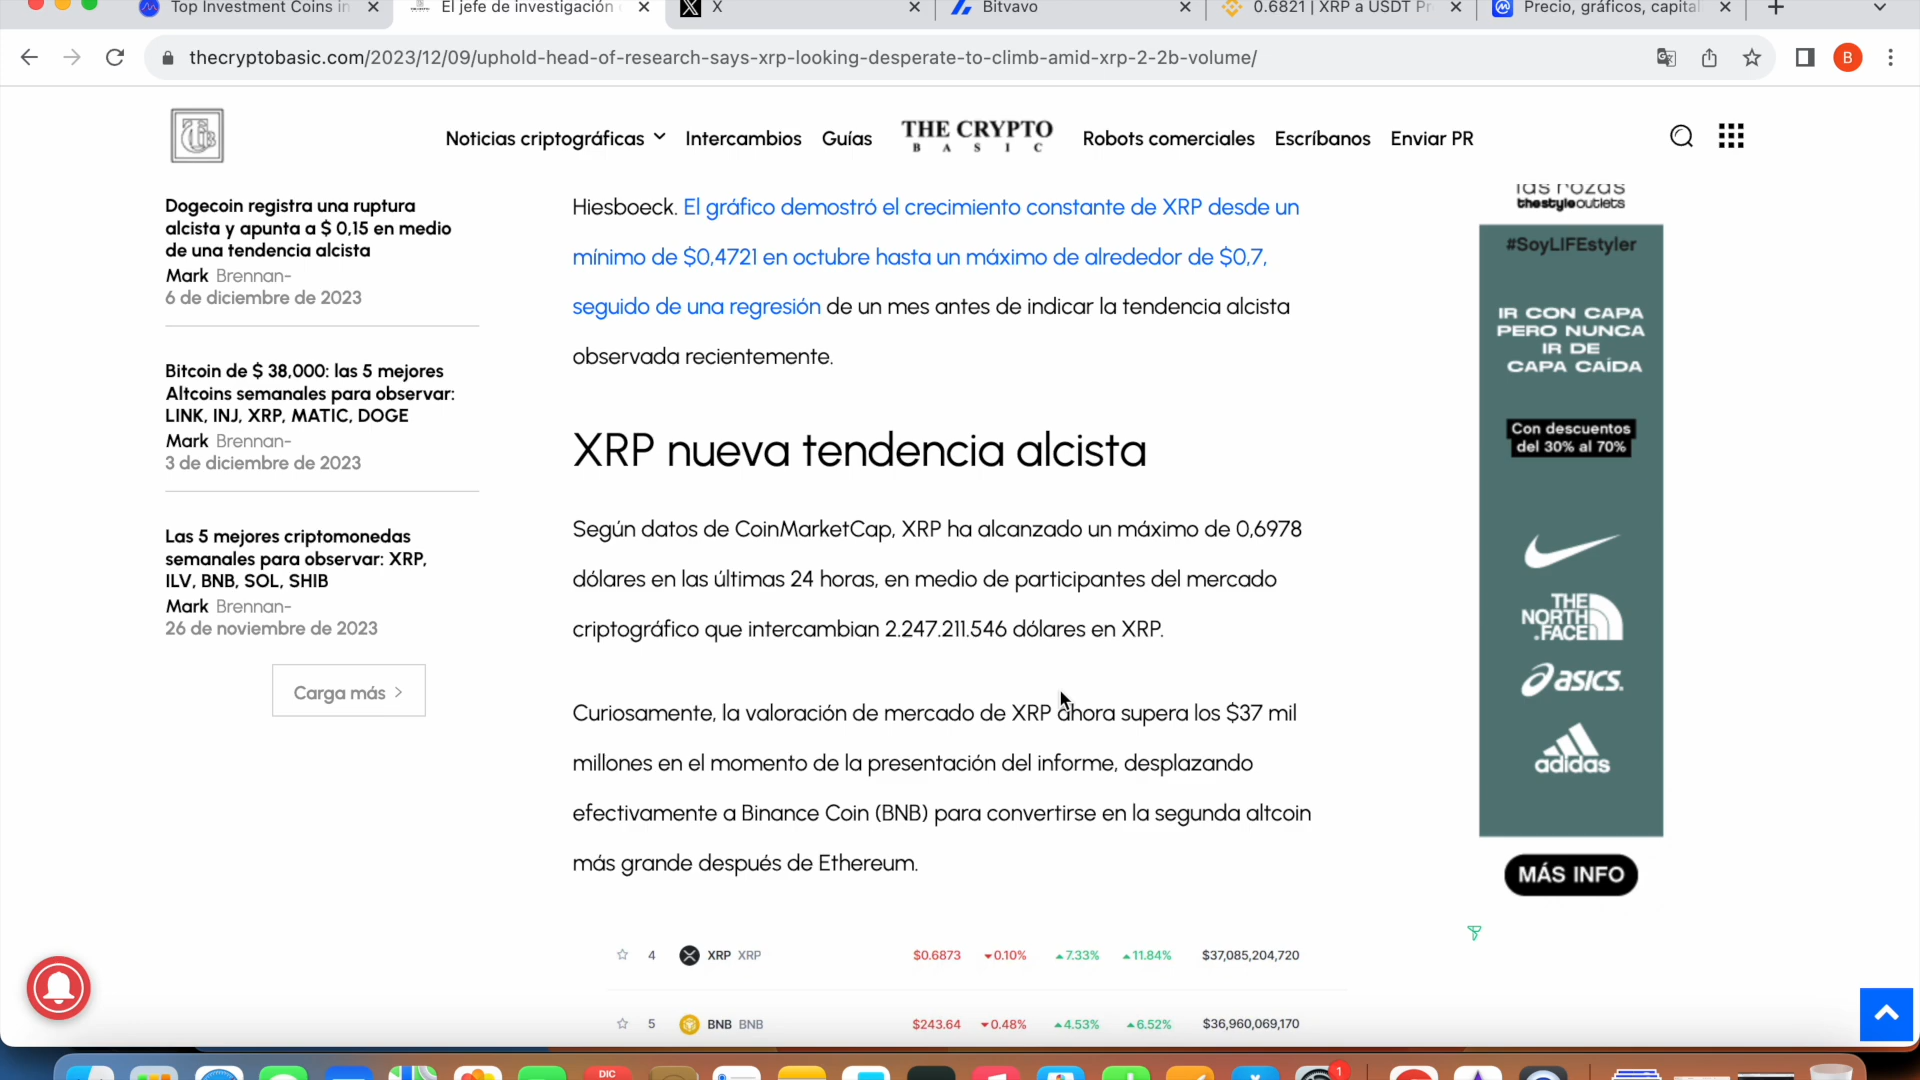 Top Investment Coins in
El jefe de investigación
X
Bitvavo
0.6821 | XRP a USDT Pr
Precio, gráficos, capital
thecryptobasic.com/2023/12/09/uphold-head-of-research-says-xrp-looking-desperate-to-climb-amid-xrp-2-2b-volume/
B
Noticias criptográficas
Intercambios
Guías
THE CRYPTO
BASIC
Robots comerciales
Escríbanos
Enviar PR
Dogecoin registra una ruptura
alcista y apunta a $ 0,15 en medio
de una tendencia alcista
Mark Brennan-
6 de diciembre de 2023
Bitcoin de $ 38,000: las 5 mejores
Altcoins semanales para observar:
LINK, INJ, XRP, MATIC, DOGE
Mark Brennan-
3 de diciembre de 2023
Las 5 mejores criptomonedas
semanales para observar: XRP,
ILV, BNB, SOL, SHIB
Mark Brennan-
26 de noviembre de 2023
Carga más >
Hiesboeck. El gráfico demostró el crecimiento constante de XRP desde un
mínimo de $0,4721 en octubre hasta un máximo de alrededor de $0,7,
seguido de una regresión de un mes antes de indicar la tendencia alcista
observada recientemente.
XRP nueva tendencia alcista
Según datos de CoinMarketCap, XRP ha alcanzado un máximo de 0,6978
dólares en las últimas 24 horas, en medio de participantes del mercado
criptográfico que intercambian 2.247.211.546 dólares en XRP.
Curiosamente, la valoración de mercado de XRP ahora supera los $37 mil
millones en el momento de la presentación del informe, desplazando
efectivamente a Binance Coin (BNB) para convertirse en la segunda altcoin
más grande después de Ethereum.
4 XRP XRP $0.6873 0.10% 7.33% 11.84% $37,085,204,720
5 BNB BNB $243.64 0.48% 4.53% 6.52% $36,960,069,170
las rozas
thestyleoutlets
#SoyLIFEstyler
IR CON CAPA
PERO NUNCA
IR DE
CAPA CAÍDA
Con descuentos
del 30% al 70%
THE
NORTH
FACE
asics.
adidas
MÁS INFO
DIC
1